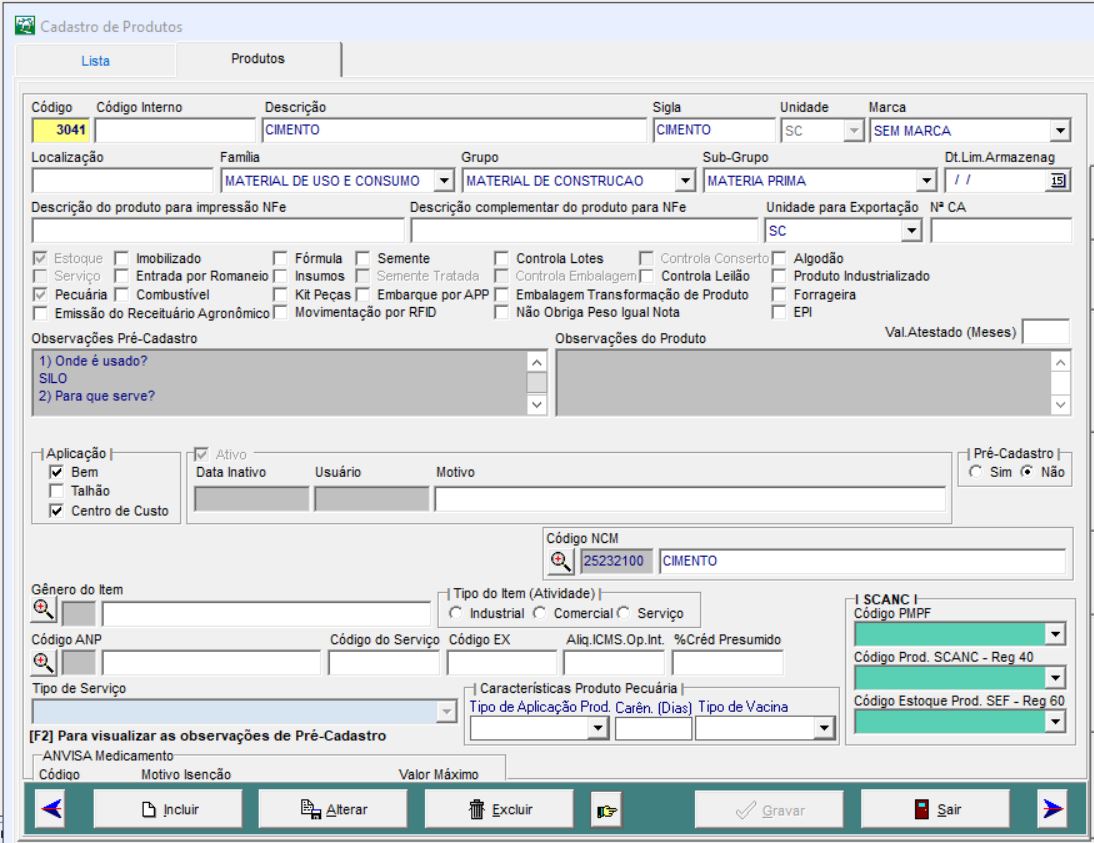 Cadastro de Produtos
Lista Produtos
Código Código Interno Descrição Sigla Unidade Marca
3041 CIMENTO CIMENTO SC SEM MARCA
Localização Família Grupo Sub-Grupo Dt.Lim.Armazenag
MATERIAL DE USO E CONSUMO MATERIAL DE CONSTRUCAO MATERIA PRIMA / / 15
Descrição do produto para impressão NFe Descrição complementar do produto para NFe Unidade para Exportação Nª CA
SC
Estoque Imobilizado Fórmula Semente Controla Lotes Controla Conserto Algodão
Serviço Entrada por Romaneio Insumos Semente Tratada Controla Embalagem Controla Leilão Produto Industrializado
Pecuária Combustível Kit Peças Embarque por APP Embalagem Transformação de Produto Forrageira
Emissão do Receituário Agronômico Movimentação por RFID Não Obriga Peso Igual Nota EPI
Observações Pré-Cadastro Observações do Produto Val.Atestado (Meses)
1) Onde é usado?
SILO
2) Para que serve?
Aplicação Ativo Pré-Cadastro
Bem Data Inativo Usuário Motivo Sim Não
Talhão
Centro de Custo
Código NCM
25232100 CIMENTO
Gênero do Item Tipo do Item (Atividade) SCANC
Industrial Comercial Serviço Código PMPF
Código ANP Código do Serviço Código EX Aliq.ICMS.Op.Int. %Créd Presumido
Código Prod. SCANC - Reg 40
Tipo de Serviço Características Produto Pecuária
Tipo de Aplicação Prod. Carên. (Dias) Tipo de Vacina Código Estoque Prod. SEF - Reg 60
[F2] Para visualizar as observações de Pré-Cadastro
ANVISA Medicamento
Código Motivo Isenção Valor Máximo
Incluir Alterar Excluir Gravar Sair